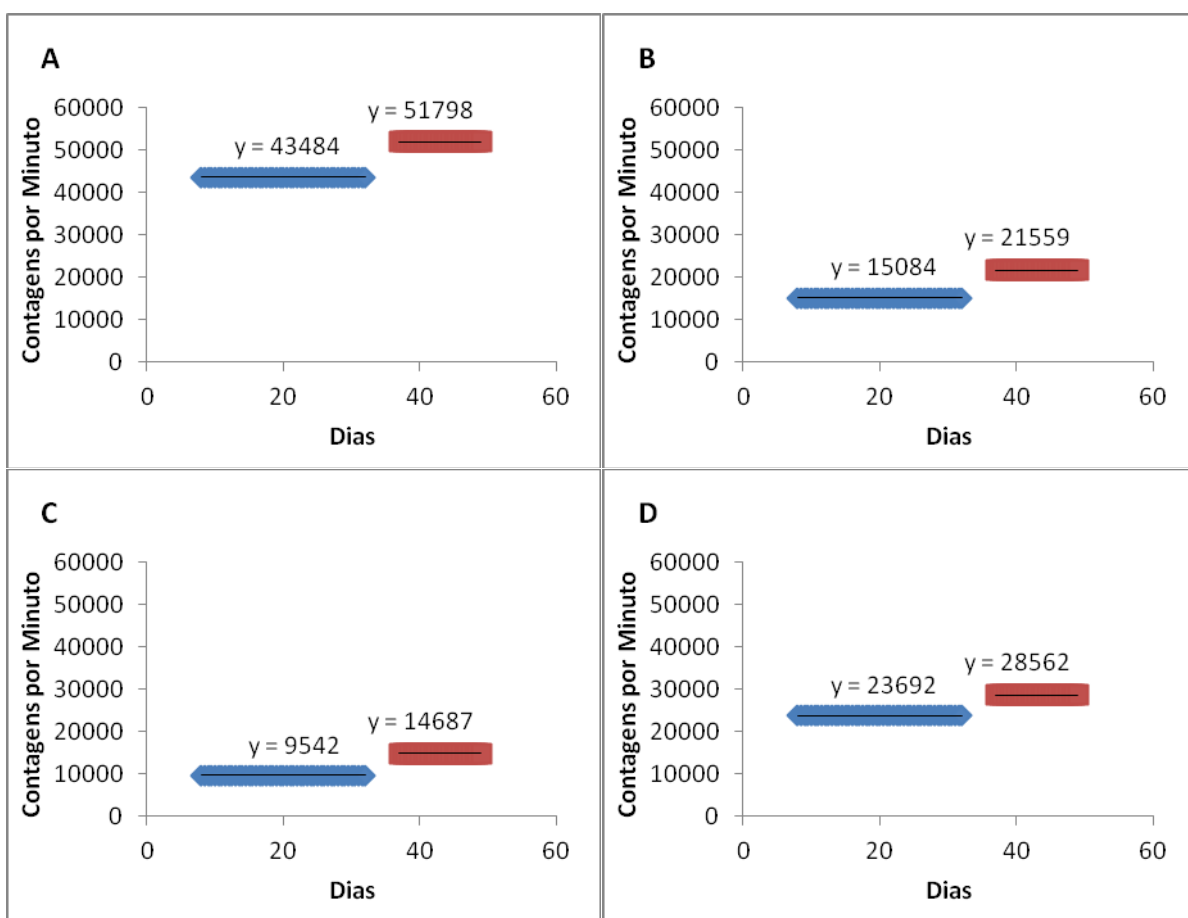 A
Contagens por Minuto
60000
50000
40000
30000
20000
10000
0
y = 43484
y = 51798
0 20 40 60
Dias
B
Contagens por Minuto
60000
50000
40000
30000
20000
10000
0
y = 15084
y = 21559
0 20 40 60
Dias
C
Contagens por Minuto
60000
50000
40000
30000
20000
10000
0
y = 9542
y = 14687
0 20 40 60
Dias
D
Contagens por Minuto
60000
50000
40000
30000
20000
10000
0
y = 23692
y = 28562
0 20 40 60
Dias